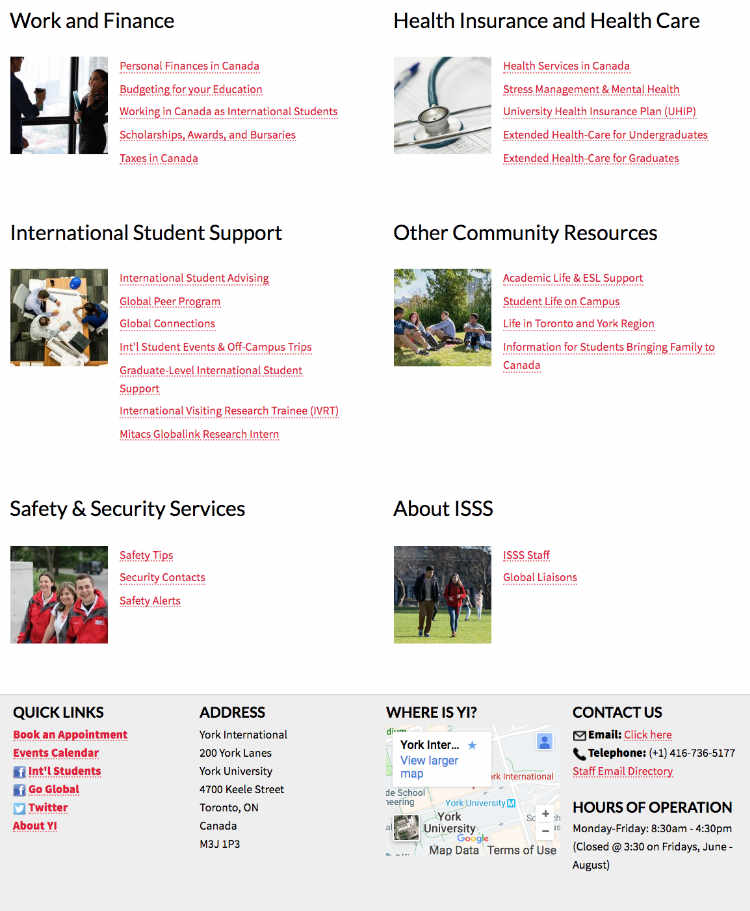 Work and Finance
Personal Finances in Canada
Budgeting for your Education
Working in Canada as International Students
Scholarships, Awards, and Bursaries
Taxes in Canada
Health Insurance and Health Care
Health Services in Canada
Stress Management & Mental Health
University Health Insurance Plan (UHIP)
Extended Health-Care for Undergraduates
Extended Health-Care for Graduates
International Student Support
International Student Advising
Global Peer Program
Global Connections
Int'l Student Events & Off-Campus Trips
Graduate-Level International Student
Support
International Visiting Research Trainee (IVRT)
Mitacs Globalink Research Intern
Other Community Resources
Academic Life & ESL Support
Student Life on Campus
Life in Toronto and York Region
Information for Students Bringing Family to
Canada
Safety & Security Services
Safety Tips
Security Contacts
Safety Alerts
About ISSS
ISSS Staff
Global Liaisons
QUICK LINKS
Book an Appointment
Events Calendar
Int'l Students
Go Global
Twitter
About YI
ADDRESS
York International
200 York Lanes
York University
4700 Keele Street
Toronto, ON
Canada
M3J 1P3
WHERE IS YI?
York Inter...
View larger
map
rk International
de School
neering
York University
York
University
Google
Map Data Terms of Use
CONTACT US
Email: Click here
Telephone: (+1) 416-736-5177
Staff Email Directory
HOURS OF OPERATION
Monday-Friday: 8:30am - 4:30pm
(Closed @ 3:30 on Fridays, June -
August)